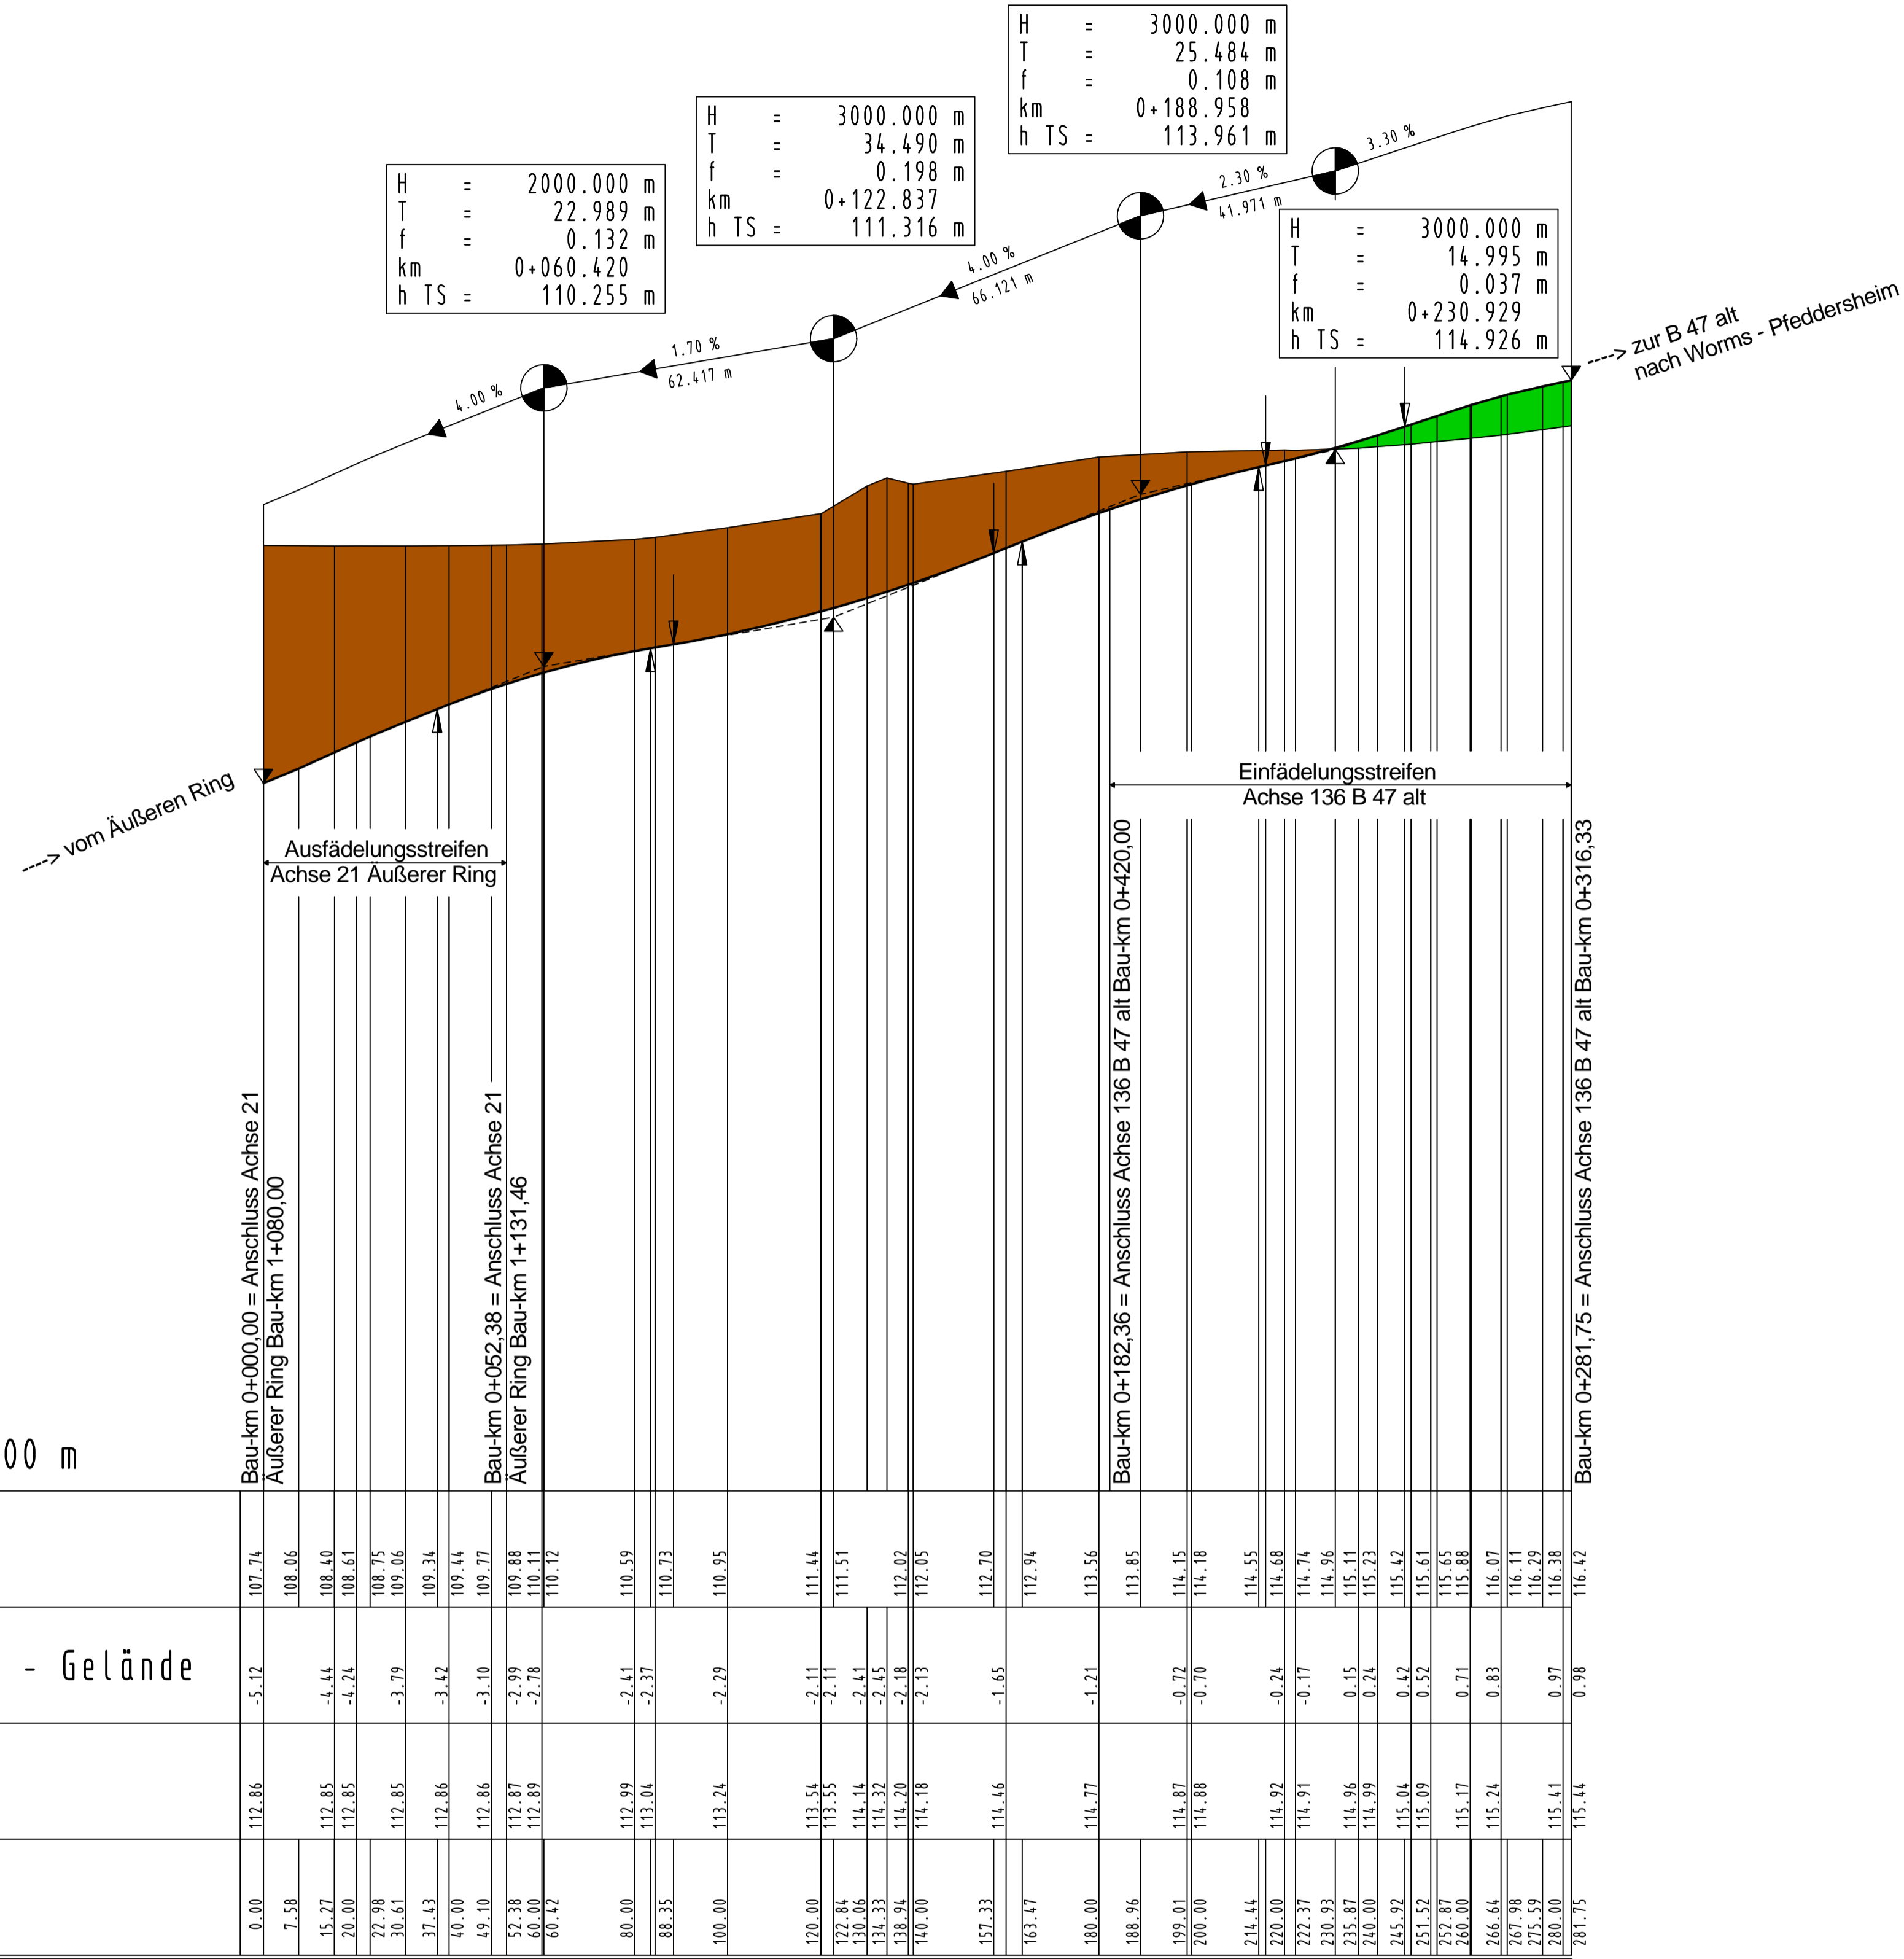 H = 3000.000 m
T = 25.484 m
f = 0.108 m
km 0+188.958
h TS = 113.961 m
H = 3000.000 m
T = 34.490 m
f = 0.198 m
km 0+122.837
h TS = 111.316 m
H = 2000.000 m
T = 22.989 m
f = 0.132 m
km 0+060.420
h TS = 110.255 m
H = 3000.000 m
T = 14.995 m
f = 0.037 m
km 0+230.929
h TS = 114.926 m
3.30 %
2.30 %
41.971 m
4.00 %
66.121 m
1.70 %
62.417 m
4.00 %
----> zur B 47 alt
nach Worms - Pfeddersheim
----> vom Äußeren Ring
Einfädelungsstreifen
Achse 136 B 47 alt
Ausfädelungsstreifen
Achse 21 Äußerer Ring
Bau-km 0+000,00 = Anschluss Achse 21
Äußerer Ring Bau-km 1+080,00
Bau-km 0+052,38 = Anschluss Achse 21
Äußerer Ring Bau-km 1+131,46
Bau-km 0+182,36 = Anschluss Achse 136 B 47 alt Bau-km 0+420,00
Bau-km 0+281,75 = Anschluss Achse 136 B 47 alt Bau-km 0+316,33
00 m
107.74 108.06 108.40 108.61 108.75 109.06 109.34 109.44 109.77 109.88 110.11 110.12 110.59 110.73 110.95 111.44 111.51 112.02 112.05 112.70 112.94 113.56 113.85 114.15 114.18 114.55 114.68 114.74 114.96 115.11 115.23 115.42 115.61 115.65 115.88 116.07 116.11 116.29 116.38 116.42
- Gelände
-5.12 -4.44 -4.24 -3.79 -3.42 -3.10 -2.99 -2.78 -2.41 -2.37 -2.29 -2.11 -2.11 -2.41 -2.45 -2.18 -2.13 -1.65 -1.21 -0.72 -0.70 -0.24 -0.17 0.15 0.24 0.42 0.52 0.71 0.83 0.97 0.98
112.86 112.85 112.85 112.85 112.86 112.86 112.87 112.89 112.99 113.04 113.24 113.54 113.55 114.14 114.32 114.20 114.18 114.46 114.77 114.87 114.88 114.92 114.91 114.96 114.99 115.04 115.09 115.17 115.24 115.41 115.44
0.00 7.58 15.27 20.00 22.98 30.61 37.43 40.00 49.10 52.38 60.00 60.42 80.00 88.35 100.00 120.00 122.84 130.06 134.33 138.94 140.00 157.33 163.47 180.00 188.96 199.01 200.00 214.44 220.00 222.37 230.93 235.87 240.00 245.92 251.52 252.87 260.00 266.64 267.98 275.59 280.00 281.75